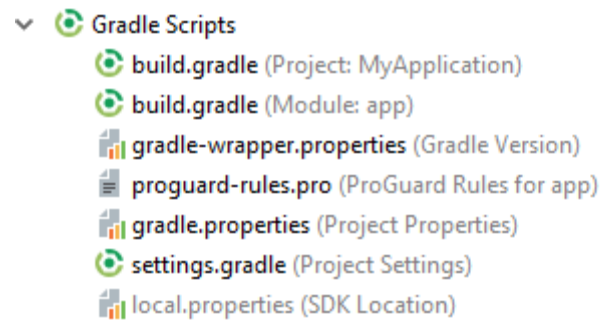 Gradle Scripts
build.gradle (Project: MyApplication)
build.gradle (Module: app)
gradle-wrapper.properties (Gradle Version)
proguard-rules.pro (ProGuard Rules for app)
gradle.properties (Project Properties)
settings.gradle (Project Settings)
local.properties (SDK Location)